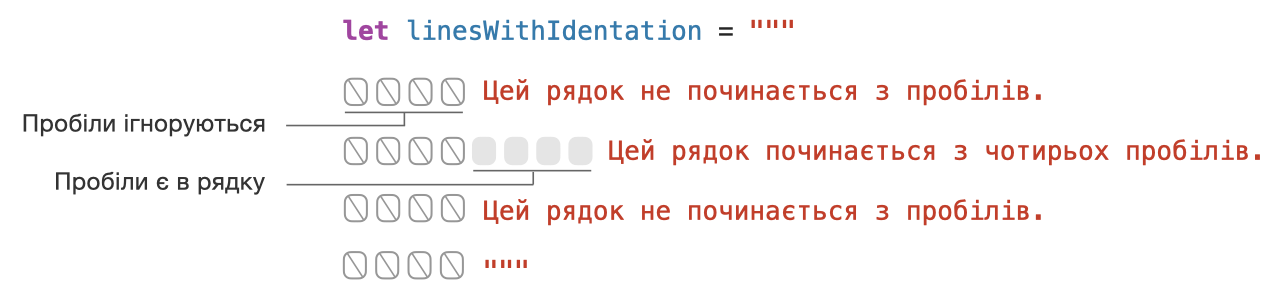 let linesWithIdentation = """
Цей рядок не починається з пробілів.
Пробіли ігноруються
Цей рядок починається з чотирьох пробілів.
Пробіли є в рядку
Цей рядок не починається з пробілів.
"""